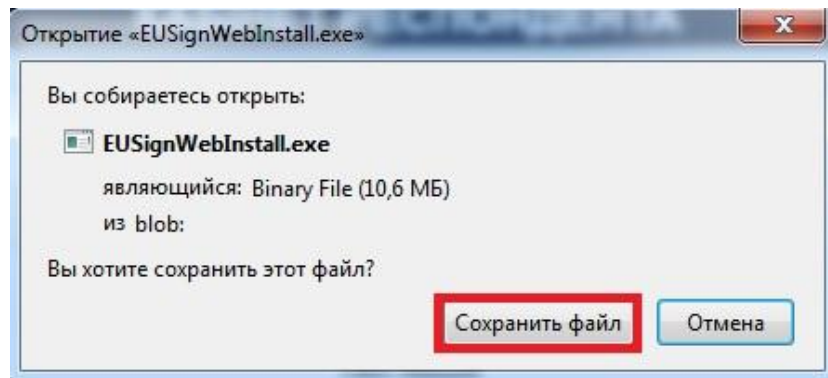 Открытие «EUSignWebInstall.exe»
Вы собираетесь открыть:
EUSignWebInstall.exe
являющийся: Binary File (10,6 МБ)
из blob:
Вы хотите сохранить этот файл?
Сохранить файл
Отмена